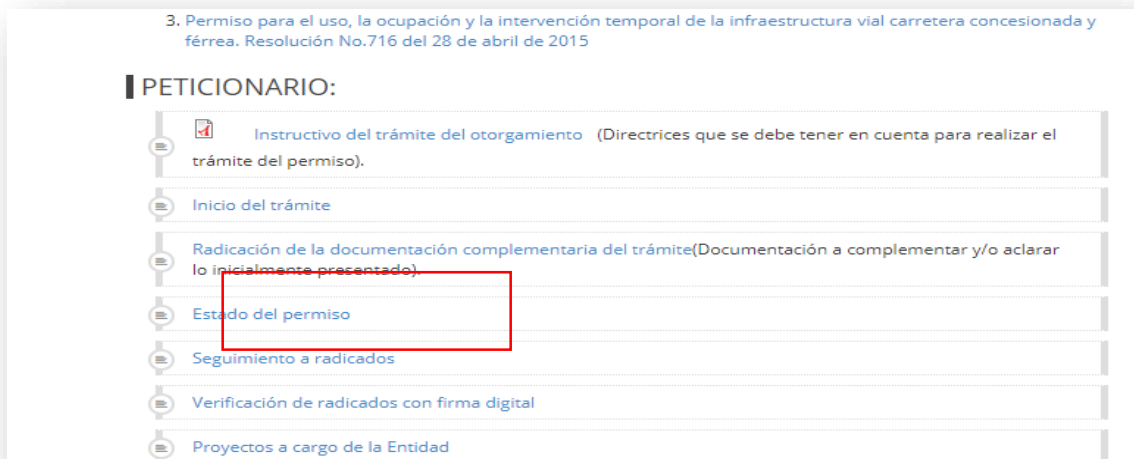 3. Permiso para el uso, la ocupación y la intervención temporal de la infraestructura vial carretera concesionada y
férrea. Resolución No.716 del 28 de abril de 2015
PETICIONARIO:
Instructivo del trámite del otorgamiento (Directrices que se debe tener en cuenta para realizar el
trámite del permiso).
Inicio del trámite
Radicación de la documentación complementaria del trámite(Documentación a complementar y/o aclarar
lo inicialmente presentado).
Estado del permiso
Seguimiento a radicados
Verificación de radicados con firma digital
Proyectos a cargo de la Entidad